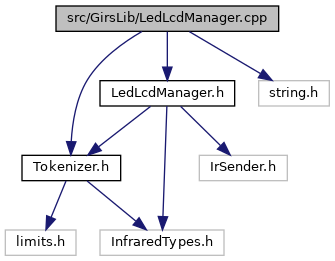 src/GirsLib/LedLcdManager.cpp
LedLcdManager.h
string.h
Tokenizer.h
IrSender.h
limits.h
InfraredTypes.h